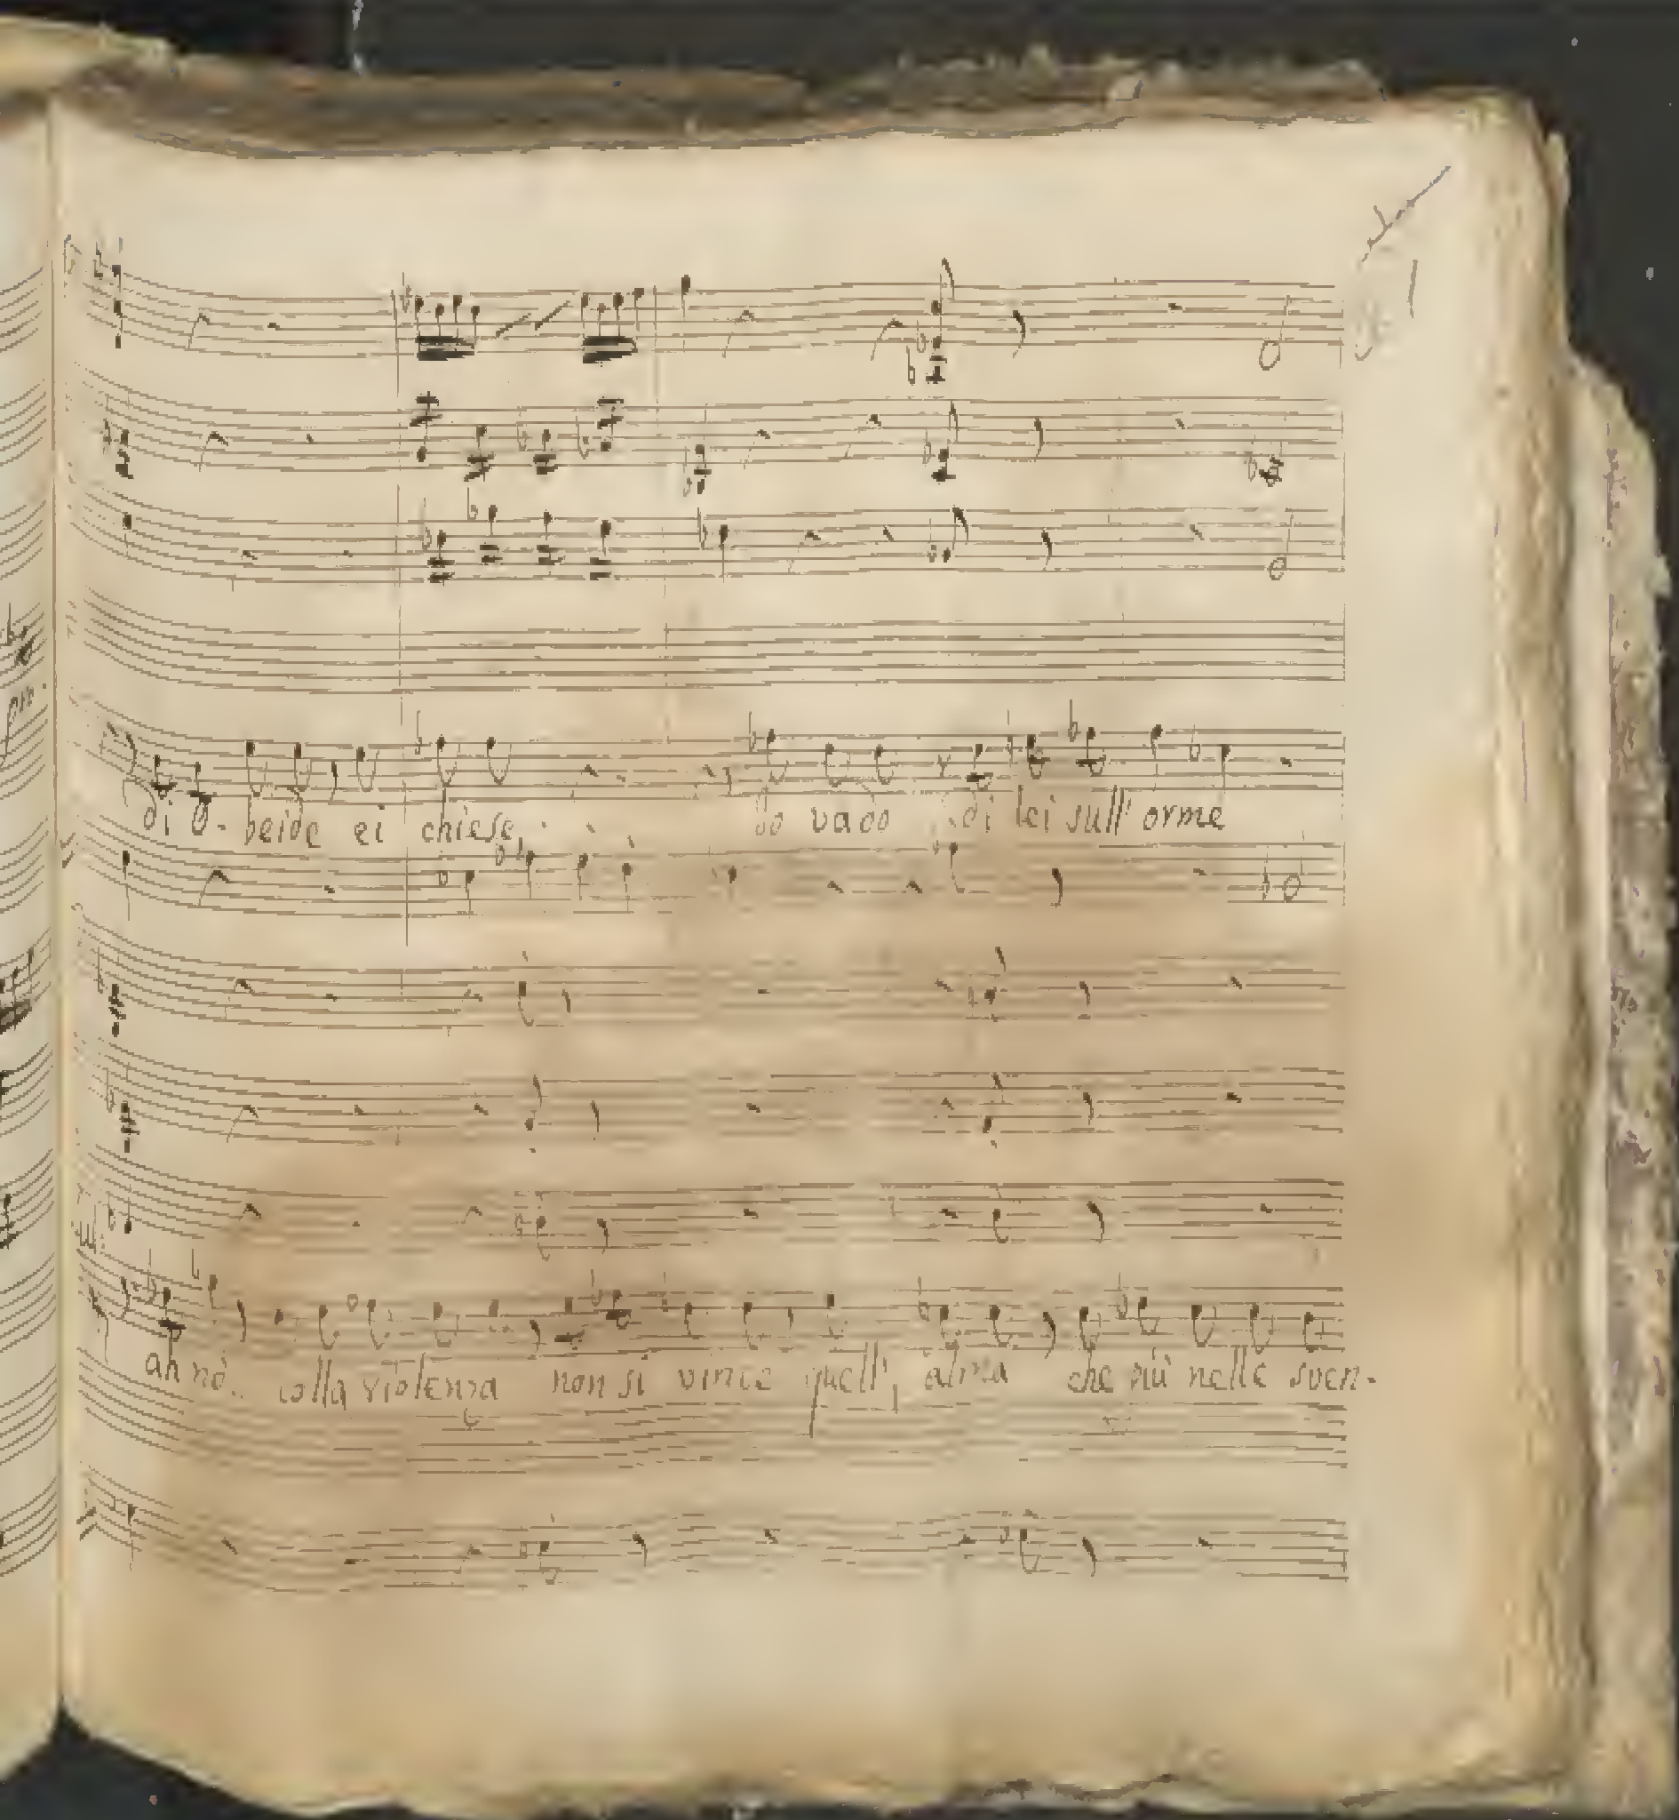 di o-beide ei chiese, Io vado di lei sull' orme
ah nò.. colla violenza non si vince quell' alma che più nelle sven-